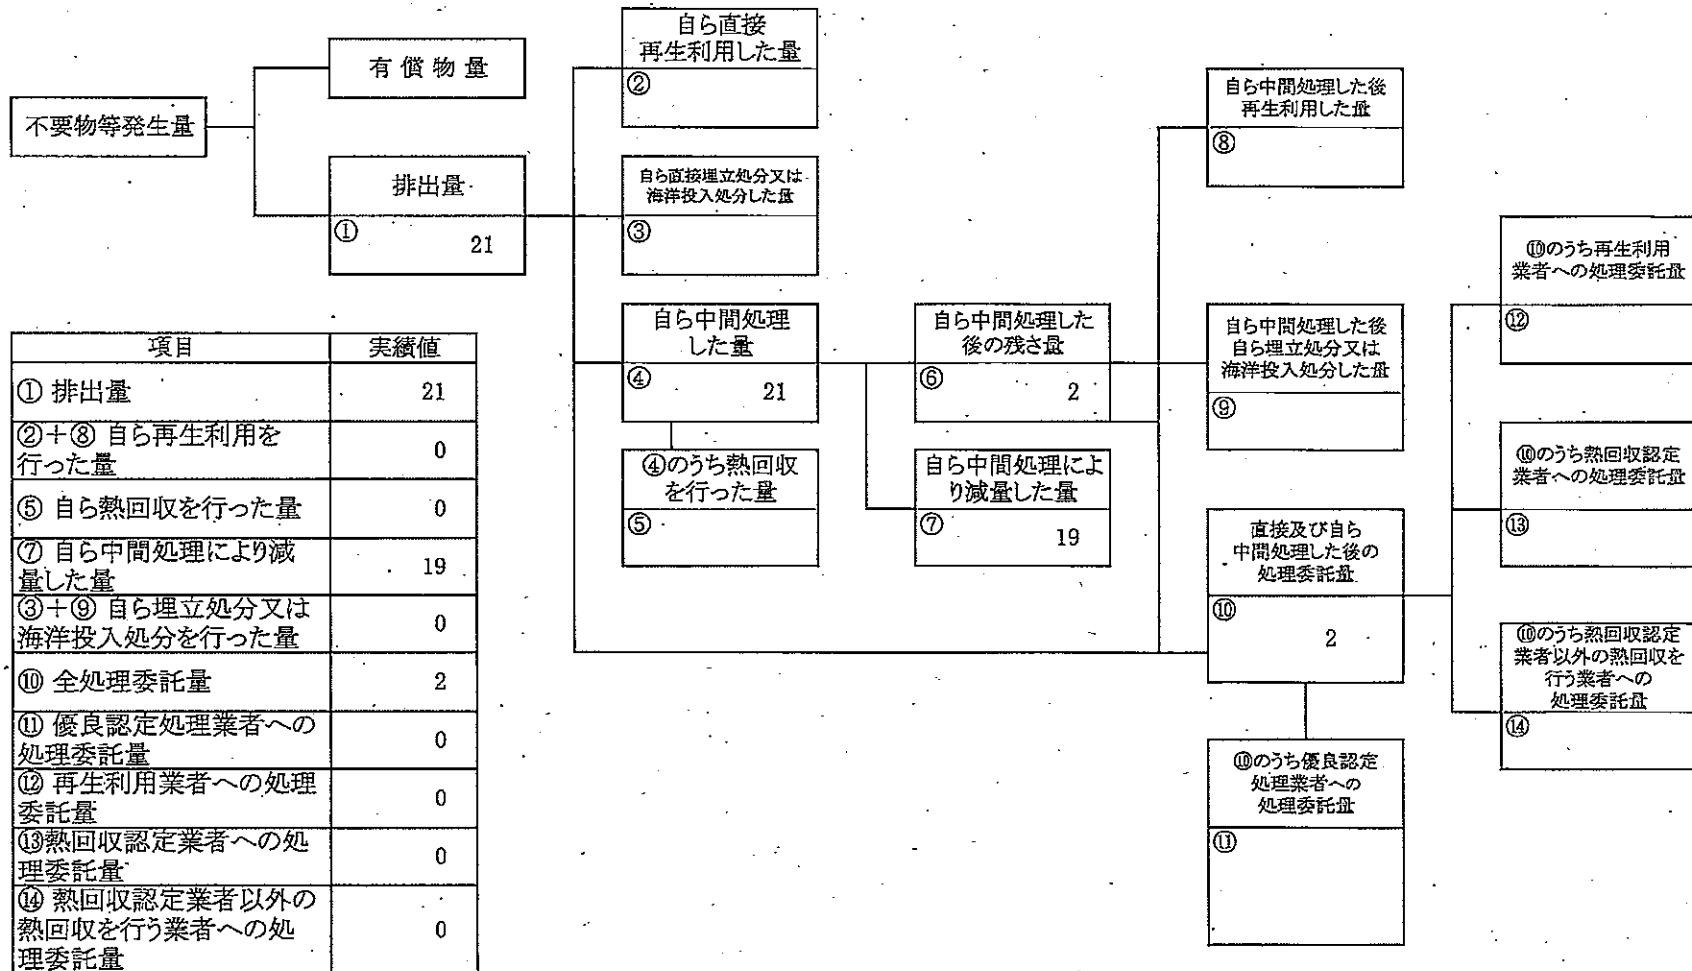 不要物等発生量
有償物量
排出量
①
21
自ら直接
再生利用した量
②
自ら直接埋立処分又は
海洋投入処分した量
③
自ら中間処理
した量
④
21
④のうち熱回収
を行った量
⑤
自ら中間処理した
後の残さ量
⑥
2
自ら中間処理によ
り減量した量
⑦
19
自ら中間処理した後
再生利用した量
⑧
自ら中間処理した後
自ら埋立処分又は
海洋投入処分した量
⑨
直接及び自ら
中間処理した後の
処理委託量
⑩
2
⑩のうち優良認定
処理業者への
処理委託量
⑪
⑩のうち再生利用
業者への処理委託量
⑫
⑩のうち熱回収認定
業者への処理委託量
⑬
⑩のうち熱回収認定
業者以外の熱回収を
行う業者への
処理委託量
⑭
項目 実績値
① 排出量 21
②+⑧ 自ら再生利用を
行った量 0
⑤ 自ら熱回収を行った量 0
⑦ 自ら中間処理により減
量した量 19
③+⑨ 自ら埋立処分又は
海洋投入処分を行った量 0
⑩ 全処理委託量 2
⑪ 優良認定処理業者への
処理委託量 0
⑫ 再生利用業者への処理
委託量 0
⑬熱回収認定業者への処
理委託量 0
⑭ 熱回収認定業者以外の
熱回収を行う業者への処
理委託量 0